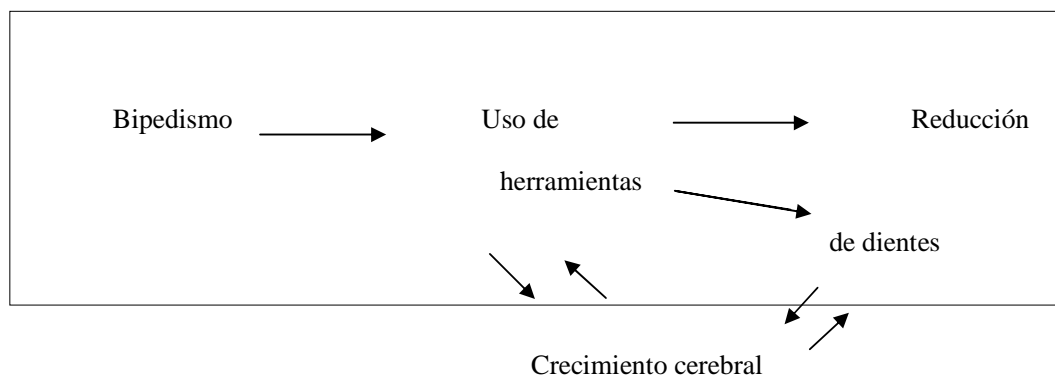 Bipedismo Uso de Reducción
herramientas
de dientes
Crecimiento cerebral